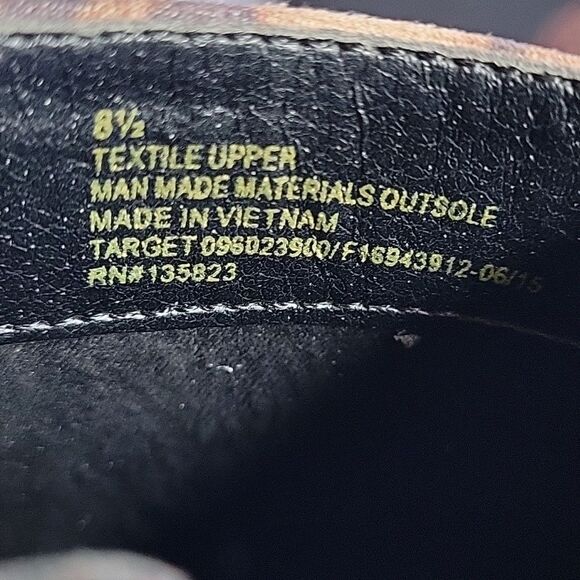 8½
TEXTILE UPPER
MAN MADE MATERIALS OUTSOLE
MADE IN VIETNAM
TARGET 096023900/F16943912-06/15
RN#135823